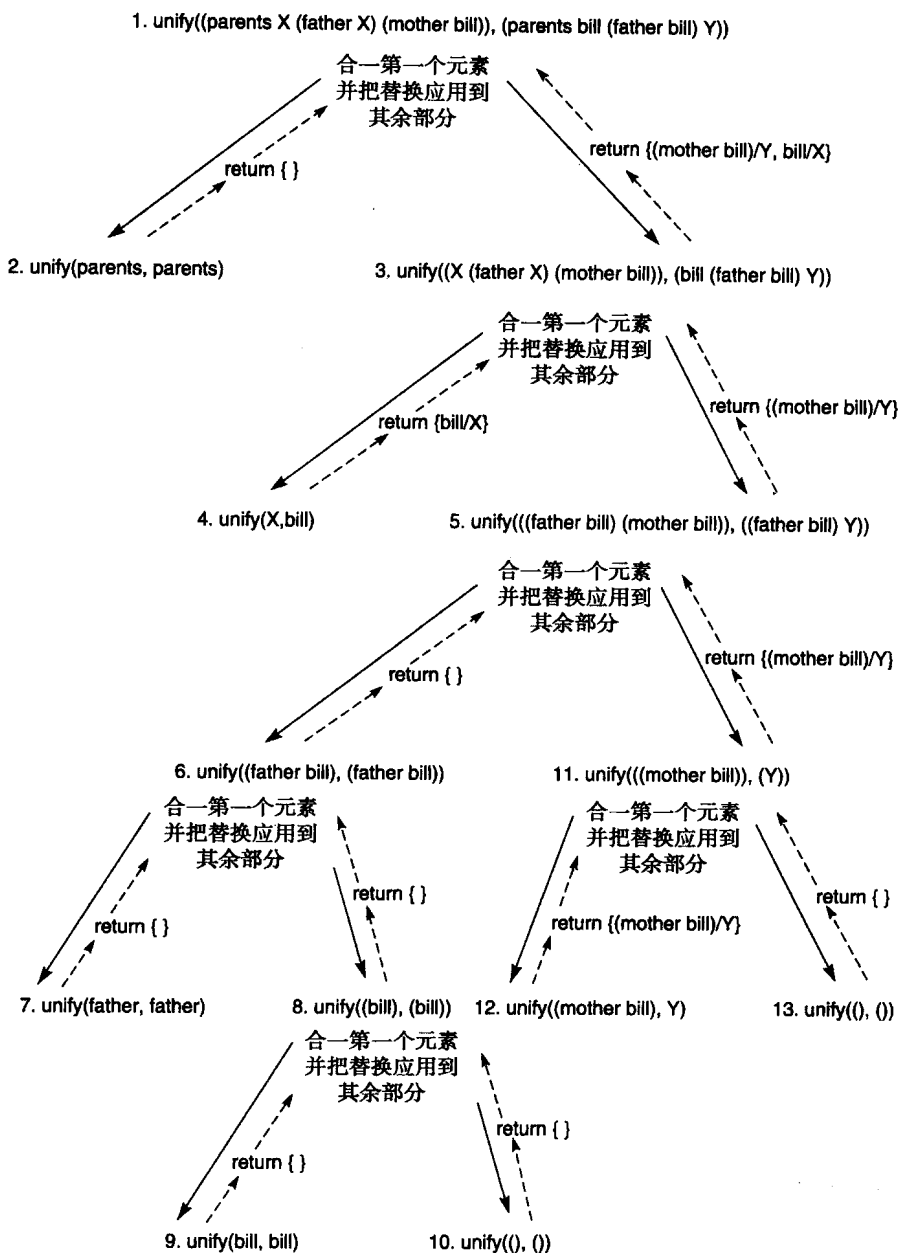 1. unify((parents X (father X) (mother bill)), (parents bill (father bill) Y))
合一第一个元素
并把替换应用到
其余部分
return { }
return {(mother bill)/Y, bill/X}
2. unify(parents, parents)
3. unify((X (father X) (mother bill)), (bill (father bill) Y))
合一第一个元素
并把替换应用到
其余部分
return {bill/X}
return {(mother bill)/Y}
4. unify(X,bill)
5. unify(((father bill) (mother bill)), ((father bill) Y))
合一第一个元素
并把替换应用到
其余部分
return { }
return {(mother bill)/Y}
6. unify((father bill), (father bill))
11. unify(((mother bill)), (Y))
合一第一个元素
并把替换应用到
其余部分
合一第一个元素
并把替换应用到
其余部分
return { }
return { }
return {(mother bill)/Y}
return { }
7. unify(father, father)
8. unify((bill), (bill))
12. unify((mother bill), Y)
13. unify((), ())
合一第一个元素
并把替换应用到
其余部分
return { }
return { }
9. unify(bill, bill)
10. unify((), ())